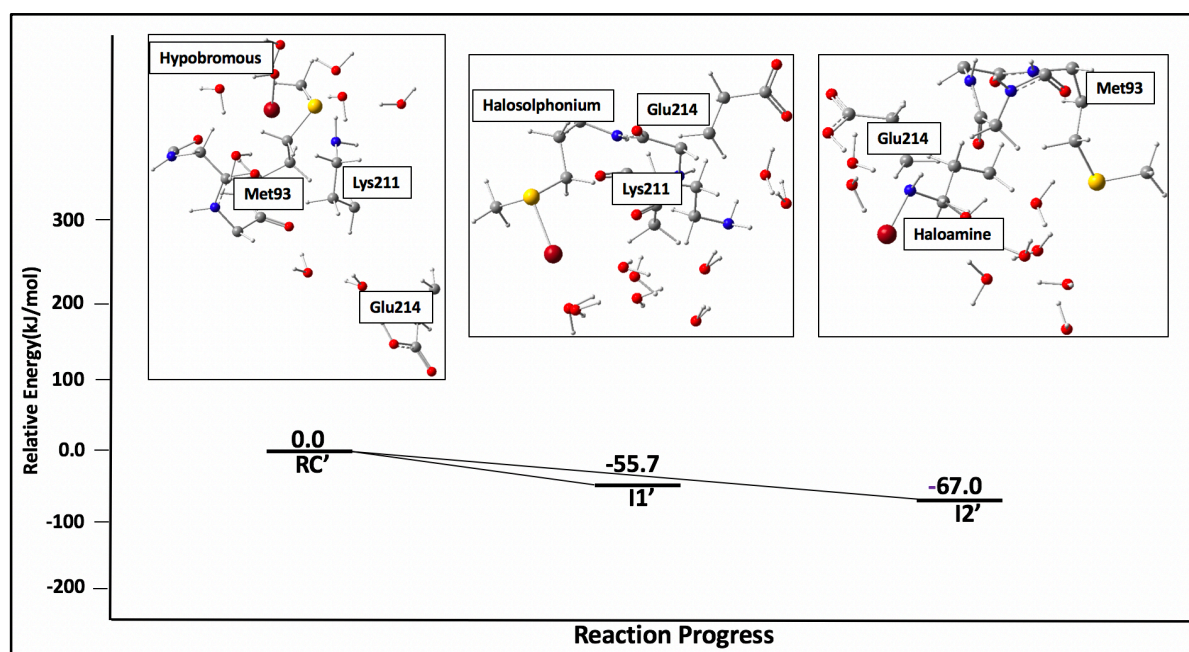 Hypobromous
Met93
Lys211
Glu214
Halosolphonium
Glu214
Lys211
Met93
Glu214
Haloamine
Relative Energy(kJ/mol)
300
200
100
0.0
-100
-200
0.0
RC’
-55.7
I1’
-67.0
I2’
Reaction Progress